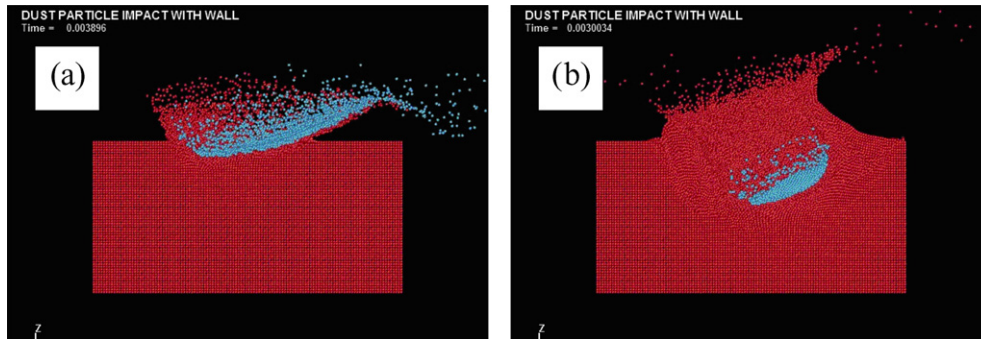 DUST PARTICLE IMPACT WITH WALL
Time = 0.003896
(a)
Z
DUST PARTICLE IMPACT WITH WALL
Time = 0.0030034
(b)
Z